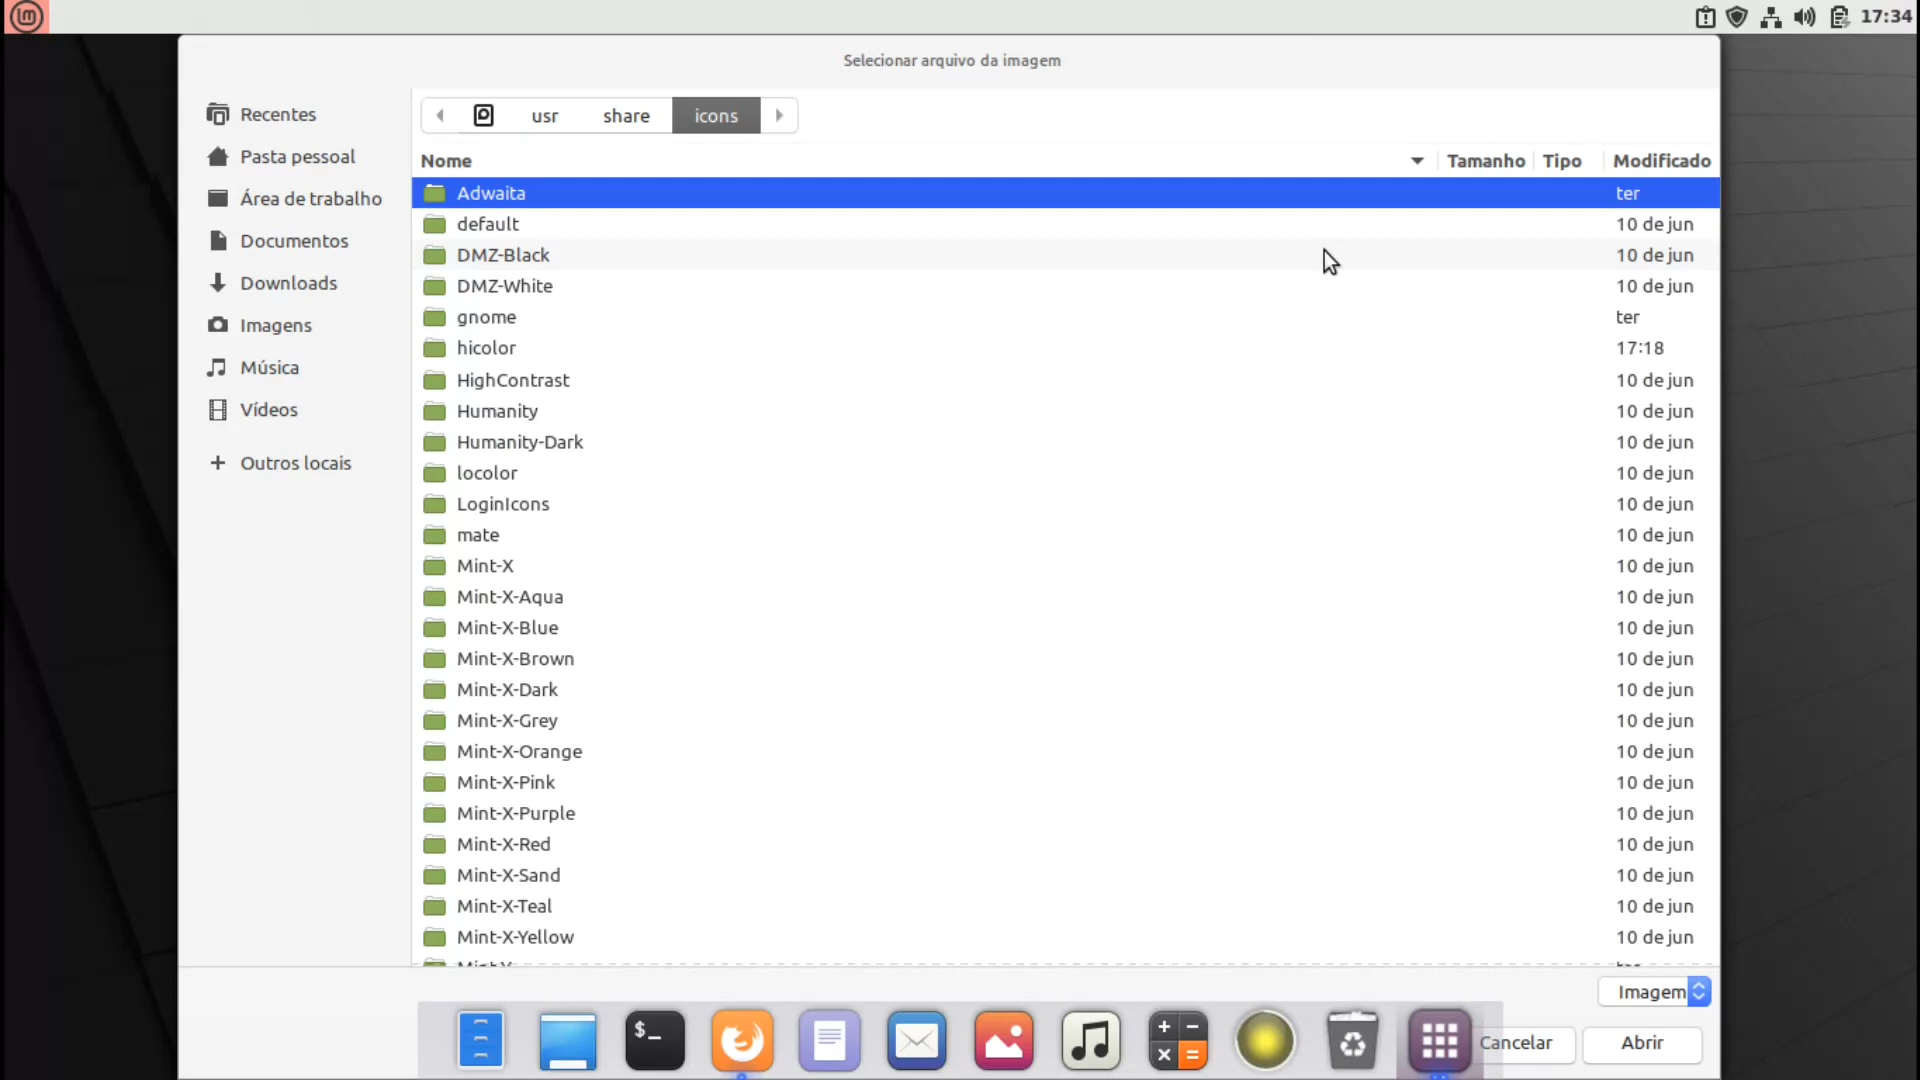 17:34
Selecionar arquivo da imagem
Recentes
Pasta pessoal
Área de trabalho
Documentos
Downloads
Imagens
Música
Vídeos
Outros locais
usr share icons
Nome Tamanho Tipo Modificado
Adwaita ter
default 10 de jun
DMZ-Black 10 de jun
DMZ-White 10 de jun
gnome ter
hicolor 17:18
HighContrast 10 de jun
Humanity 10 de jun
Humanity-Dark 10 de jun
locolor 10 de jun
LoginIcons 10 de jun
mate 10 de jun
Mint-X 10 de jun
Mint-X-Aqua 10 de jun
Mint-X-Blue 10 de jun
Mint-X-Brown 10 de jun
Mint-X-Dark 10 de jun
Mint-X-Grey 10 de jun
Mint-X-Orange 10 de jun
Mint-X-Pink 10 de jun
Mint-X-Purple 10 de jun
Mint-X-Red 10 de jun
Mint-X-Sand 10 de jun
Mint-X-Teal 10 de jun
Mint-X-Yellow 10 de jun
Imagem
$_
Cancelar Abrir